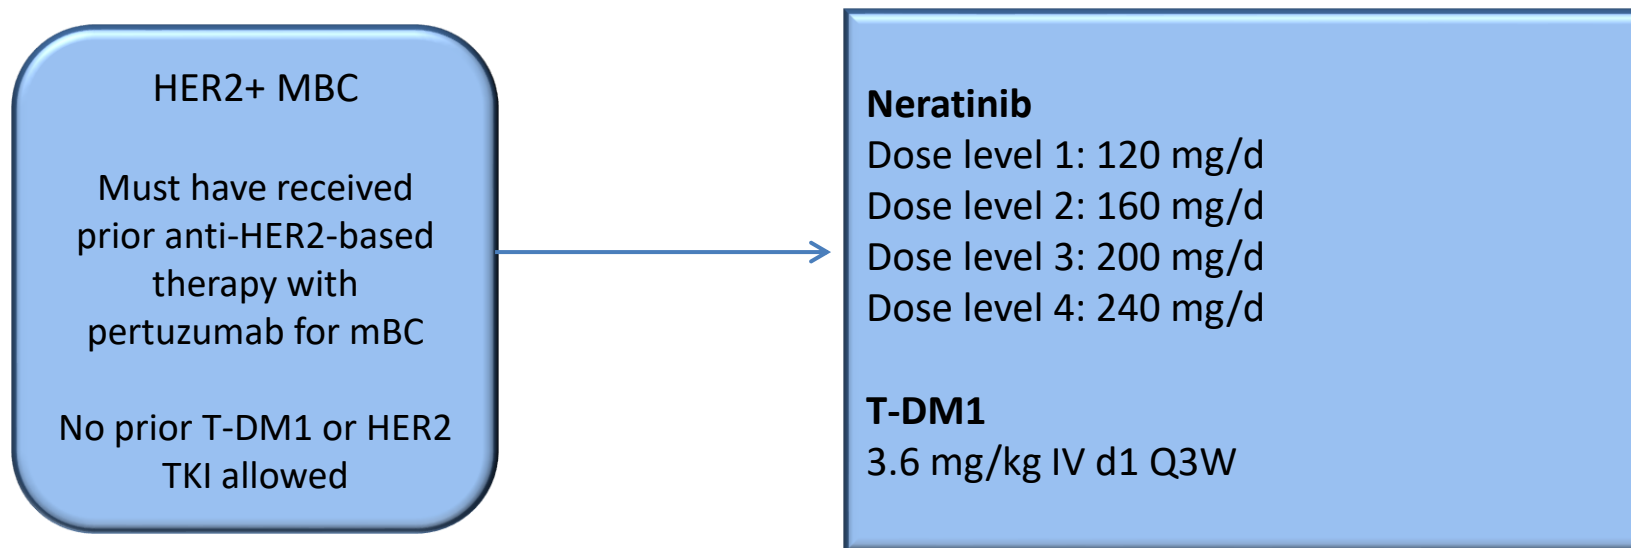 HER2+ MBC
Must have received
prior anti-HER2-based
therapy with
pertuzumab for mBC
No prior T-DM1 or HER2
TKI allowed
Neratinib
Dose level 1: 120 mg/d
Dose level 2: 160 mg/d
Dose level 3: 200 mg/d
Dose level 4: 240 mg/d
T-DM1
3.6 mg/kg IV d1 Q3W